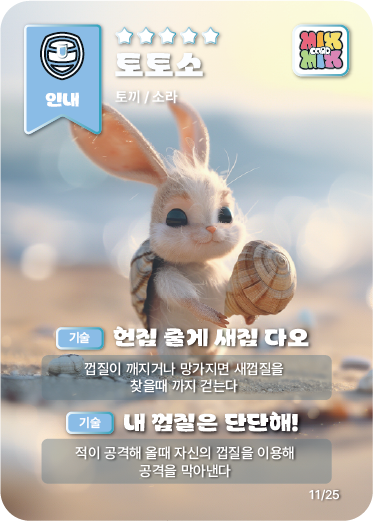 인내
토토소
토끼 / 소라
MIX
MIX
기술
헌집 줄게 새집 다오
껍질이 깨지거나 망가지면 새껍질을
찾을때 까지 걷는다
기술
내 껍질은 단단해!
적이 공격해 올때 자신의 껍질을 이용해
공격을 막아낸다
11/25